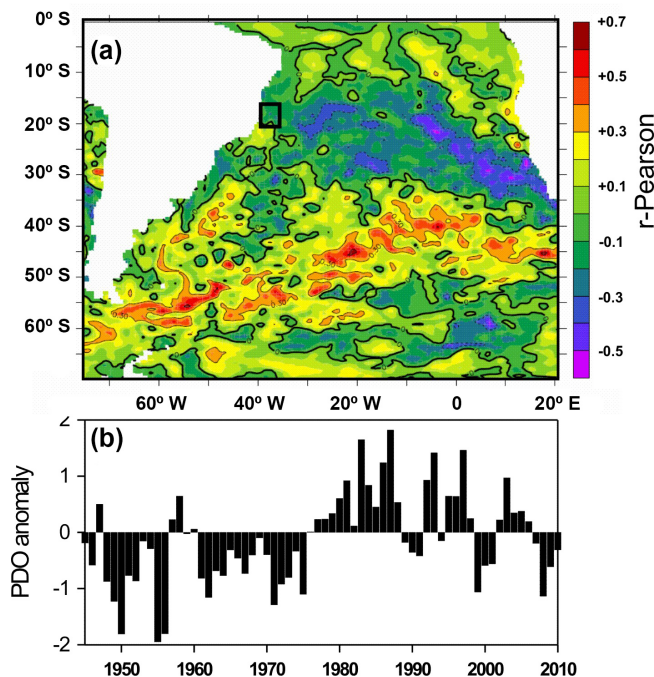 (a)
0º S
10º S
20º S
30º S
40º S
50º S
60º S
60º W
40º W
20º W
0
20º E
+0.7
+0.5
+0.3
+0.1
-0.1
-0.3
-0.5
r-Pearson
(b)
PDO anomaly
2
1
0
-1
-2
1950
1960
1970
1980
1990
2000
2010